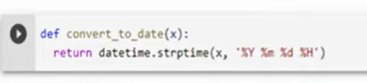 def convert_to_date(x):
return datetime.strptime(x, '%Y %m %d %H')